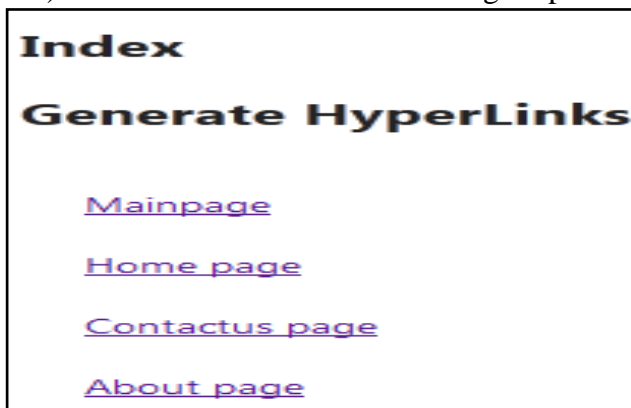 Index
Generate HyperLinks
Mainpage
Home page
Contactus page
About page